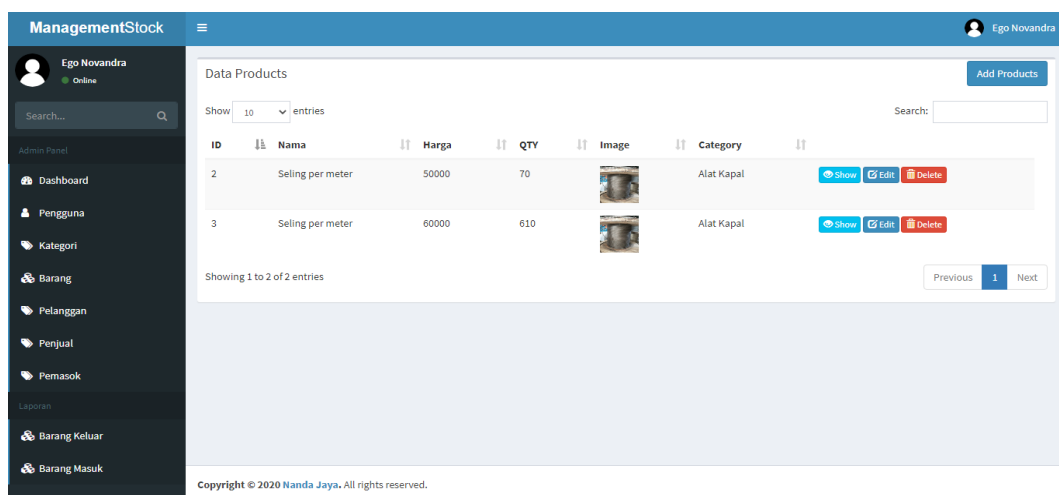 ManagementStock
Ego Novandra
Ego Novandra
Online
Search...
Admin Panel
Dashboard
Pengguna
Kategori
Barang
Pelanggan
Penjual
Pemasok
Laporan
Barang Keluar
Barang Masuk
Data Products
Add Products
Show 10 entries
Search:
ID Nama Harga QTY Image Category
2 Seling per meter 50000 70 Alat Kapal Show Edit Delete
3 Seling per meter 60000 610 Alat Kapal Show Edit Delete
Showing 1 to 2 of 2 entries
Previous 1 Next
Copyright © 2020 Nanda Jaya. All rights reserved.